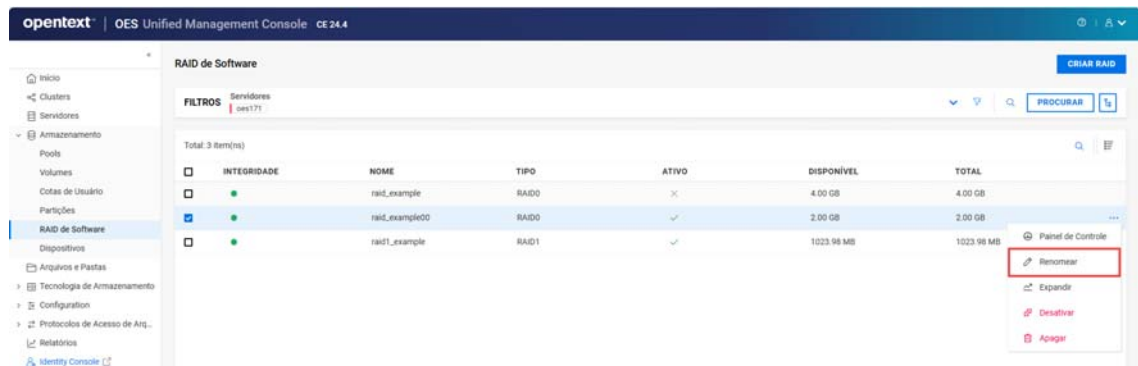 opentext™ | OES Unified Management Console CE 24.4
Início
Clusters
Servidores
Armazenamento
Pools
Volumes
Cotas de Usuário
Partições
RAID de Software
Dispositivos
Arquivos e Pastas
Tecnologia de Armazenamento
Configuration
Protocolos de Acesso de Arq...
Relatórios
Identity Console
RAID de Software
CRIAR RAID
FILTROS
Servidores
oes171
PROCURAR
Total: 3 item(ns)
INTEGRIDADE NOME TIPO ATIVO DISPONÍVEL TOTAL
raid_example RAID0 4.00 GB 4.00 GB
raid_example00 RAID0 2.00 GB 2.00 GB
raid1_example RAID1 1023.98 MB 1023.98 MB
Painel de Controle
Renomear
Expandir
Desativar
Apagar